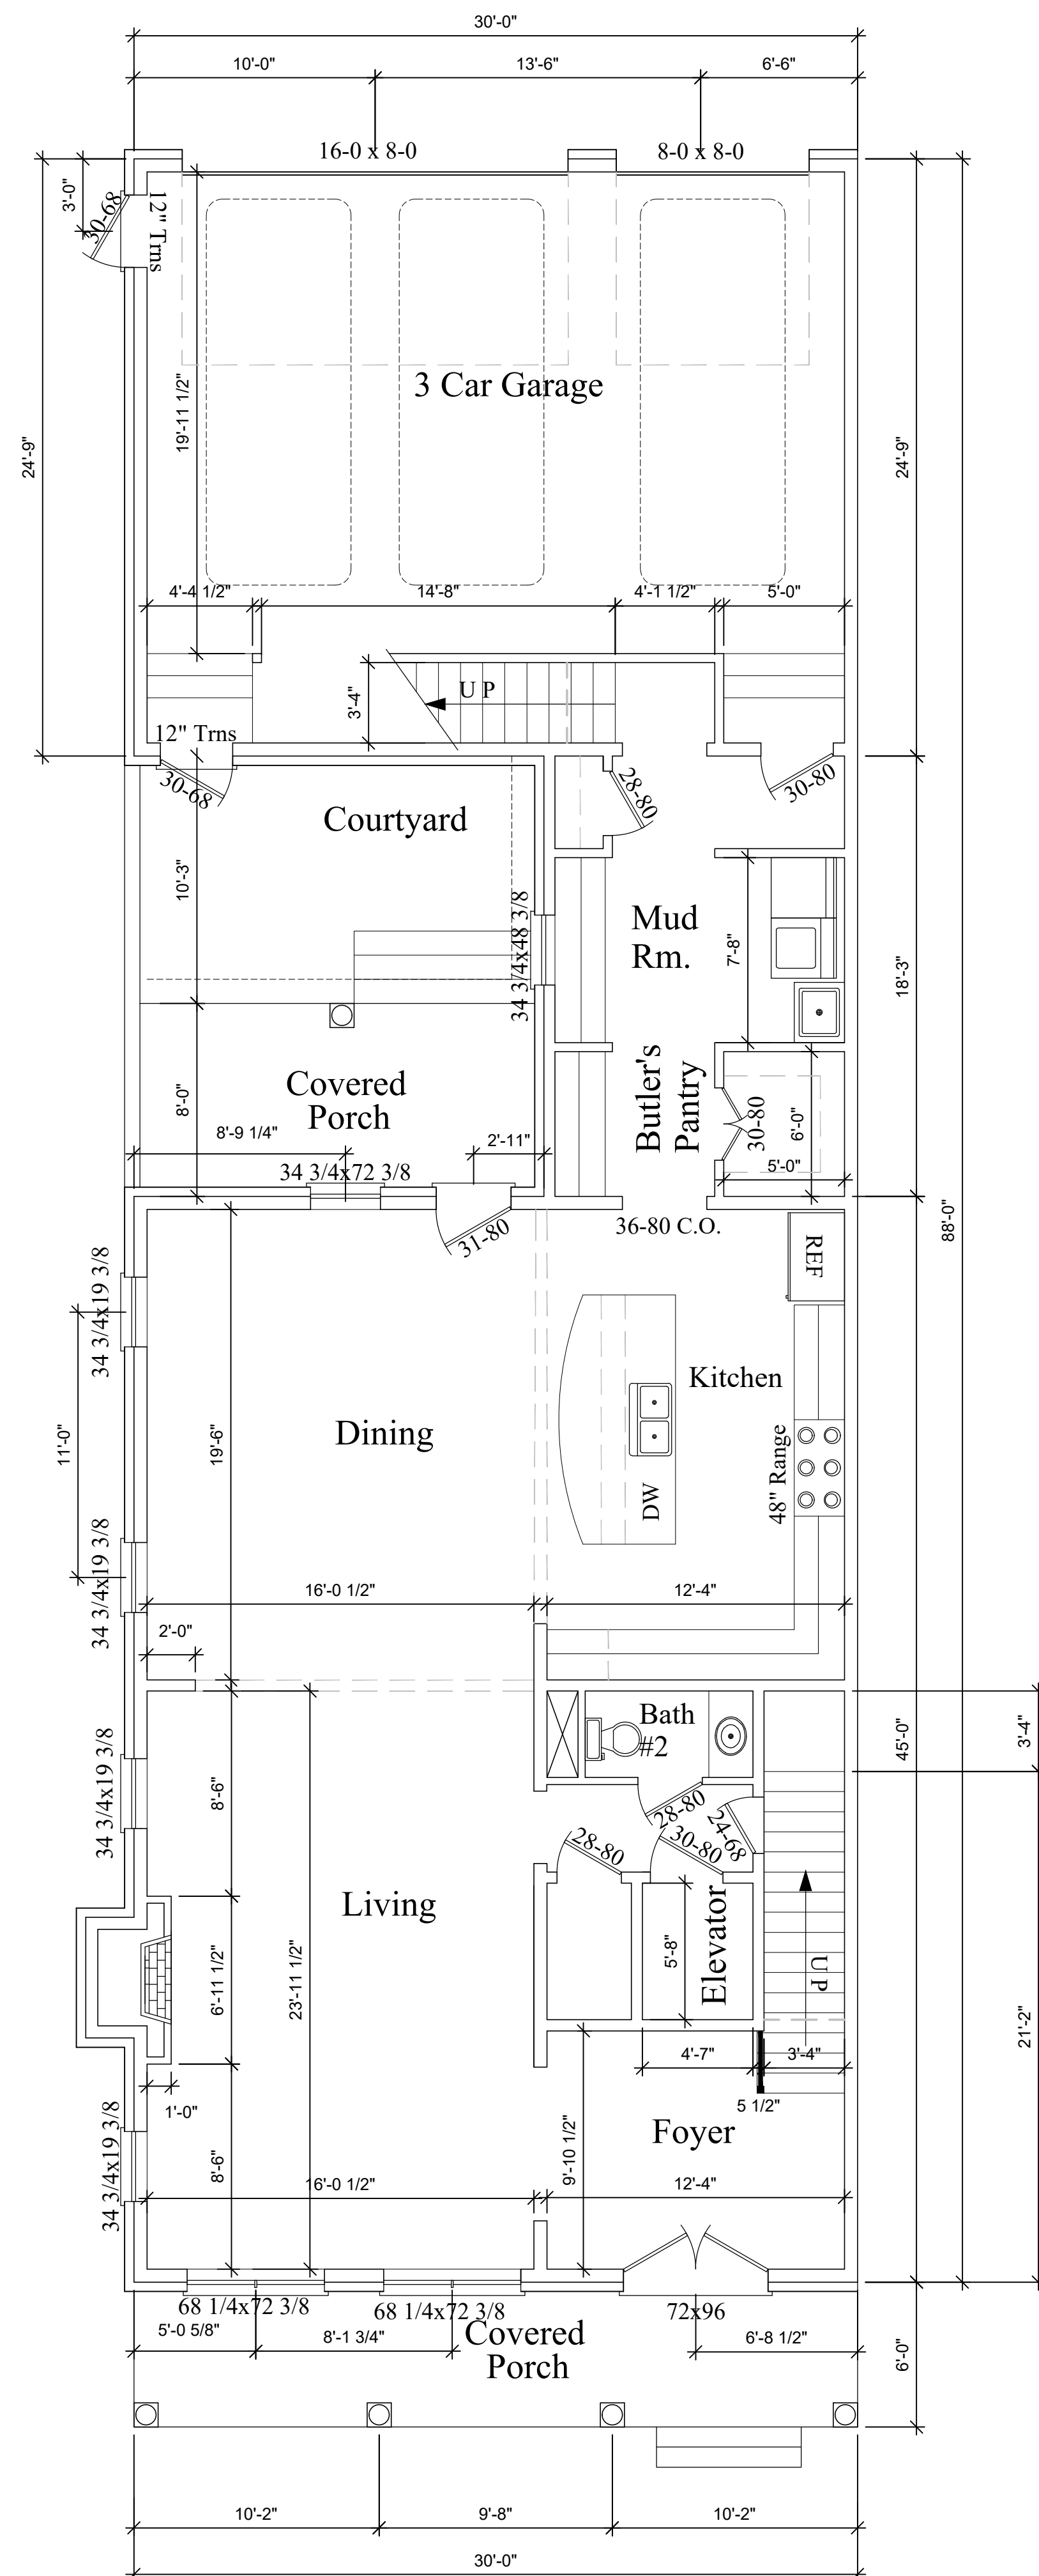 30'-0"
10'-0"
13'-6"
6'-6"
16-0 x 8-0
8-0 x 8-0
3'-0"
30-68
12" Trns
24'-9"
19'-11 1/2"
3 Car Garage
24'-9"
4'-4 1/2"
14'-8"
4'-1 1/2"
5'-0"
3'-4"
UP
12" Trns
30-68
28-80
30-80
Courtyard
10'-3"
34 3/4x48 3/8
Mud
Rm.
7'-8"
18'-3"
Covered
Porch
8'-0"
8'-9 1/4"
2'-11"
Butler's
Pantry
30-80
6'-0"
5'-0"
34 3/4x72 3/8
31-80
36-80 C.O.
REF
88'-0"
34 3/4x19 3/8
11'-0"
19'-6"
Dining
Kitchen
48" Range
DW
34 3/4x19 3/8
16'-0 1/2"
12'-4"
2'-0"
Bath
#2
45'-0"
3'-4"
34 3/4x19 3/8
8'-6"
28-80
24-68
30-80
28-80
Living
Elevator
5'-8"
UP
6'-11 1/2"
23'-11 1/2"
21'-2"
4'-7"
3'-4"
5 1/2"
1'-0"
34 3/4x19 3/8
8'-6"
9'-10 1/2"
Foyer
16'-0 1/2"
12'-4"
68 1/4x72 3/8
68 1/4x72 3/8
72x96
5'-0 5/8"
8'-1 3/4"
Covered
Porch
6'-8 1/2"
6'-0"
10'-2"
9'-8"
10'-2"
30'-0"